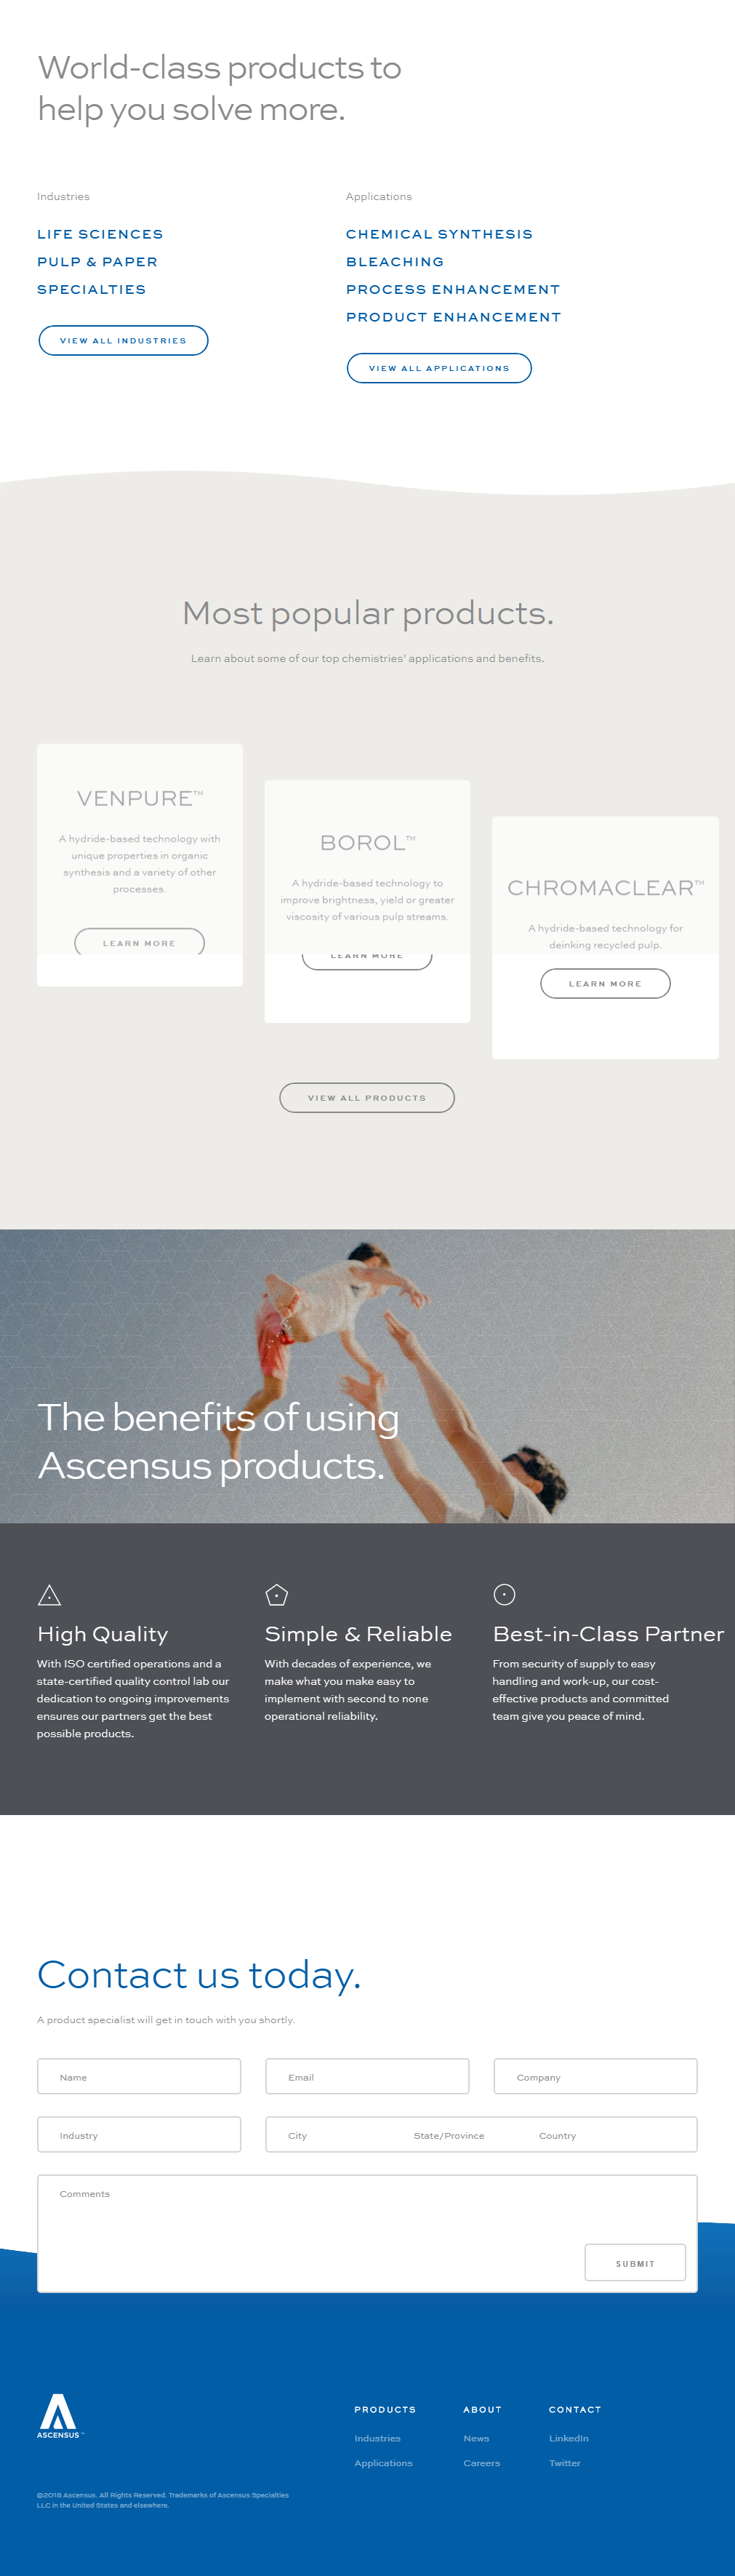 World-class products to
help you solve more.
Industries
LIFE SCIENCES
PULP & PAPER
SPECIALTIES
VIEW ALL INDUSTRIES
Applications
CHEMICAL SYNTHESIS
BLEACHING
PROCESS ENHANCEMENT
PRODUCT ENHANCEMENT
VIEW ALL APPLICATIONS
Most popular products.
Learn about some of our top chemistries' applications and benefits.
VENPURE™
A hydride-based technology with
unique properties in organic
synthesis and a variety of other
processes.
LEARN MORE
BOROL™
A hydride-based technology to
improve brightness, yield or greater
viscosity of various pulp streams.
LEARN MORE
CHROMACLEAR™
A hydride-based technology for
deinking recycled pulp.
LEARN MORE
VIEW ALL PRODUCTS
The benefits of using
Ascensus products.
High Quality
With ISO certified operations and a
state-certified quality control lab our
dedication to ongoing improvements
ensures our partners get the best
possible products.
Simple & Reliable
With decades of experience, we
make what you make easy to
implement with second to none
operational reliability.
Best-in-Class Partner
From security of supply to easy
handling and work-up, our cost-
effective products and committed
team give you peace of mind.
Contact us today.
A product specialist will get in touch with you shortly.
Name
Email
Company
Industry
City
State/Province
Country
Comments
SUBMIT
ASCENSUS™
PRODUCTS
Industries
Applications
ABOUT
News
Careers
CONTACT
LinkedIn
Twitter
©2018 Ascensus. All Rights Reserved. Trademarks of Ascensus Specialties
LLC in the United States and elsewhere.